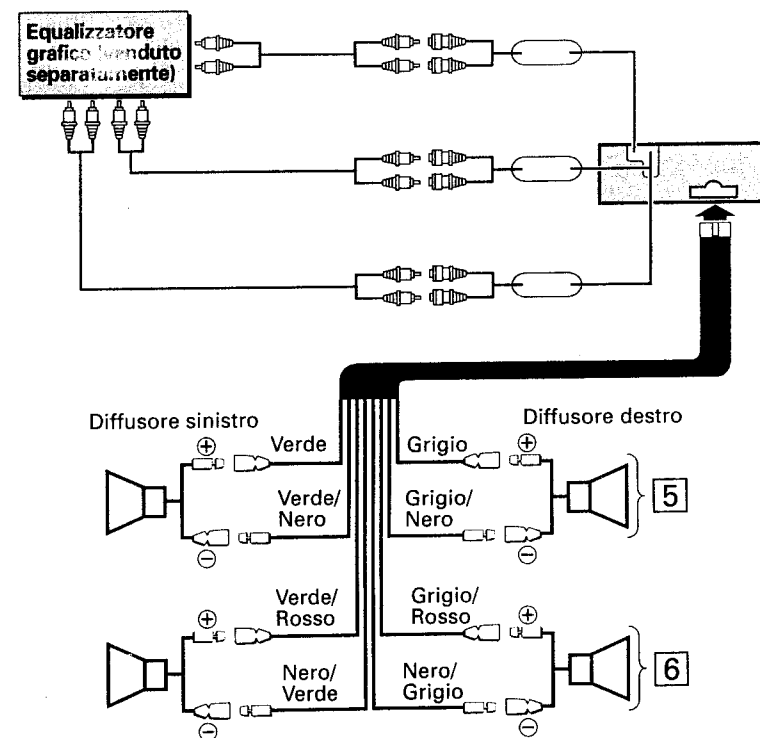 Equalizzatore
grafico (venduto
separatamente)
Diffusore sinistro
Diffusore destro
⊕
Verde
Grigio
⊕
5
Verde/
Nero
Grigio/
Nero
⊖
⊖
Verde/
Rosso
Grigio/
Rosso
⊕
⊕
6
Nero/
Verde
Nero/
Grigio
⊖
⊖